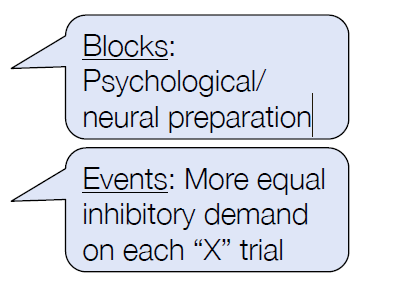 Blocks:
Psychological/
neural preparation
Events: More equal
inhibitory demand
on each “X” trial